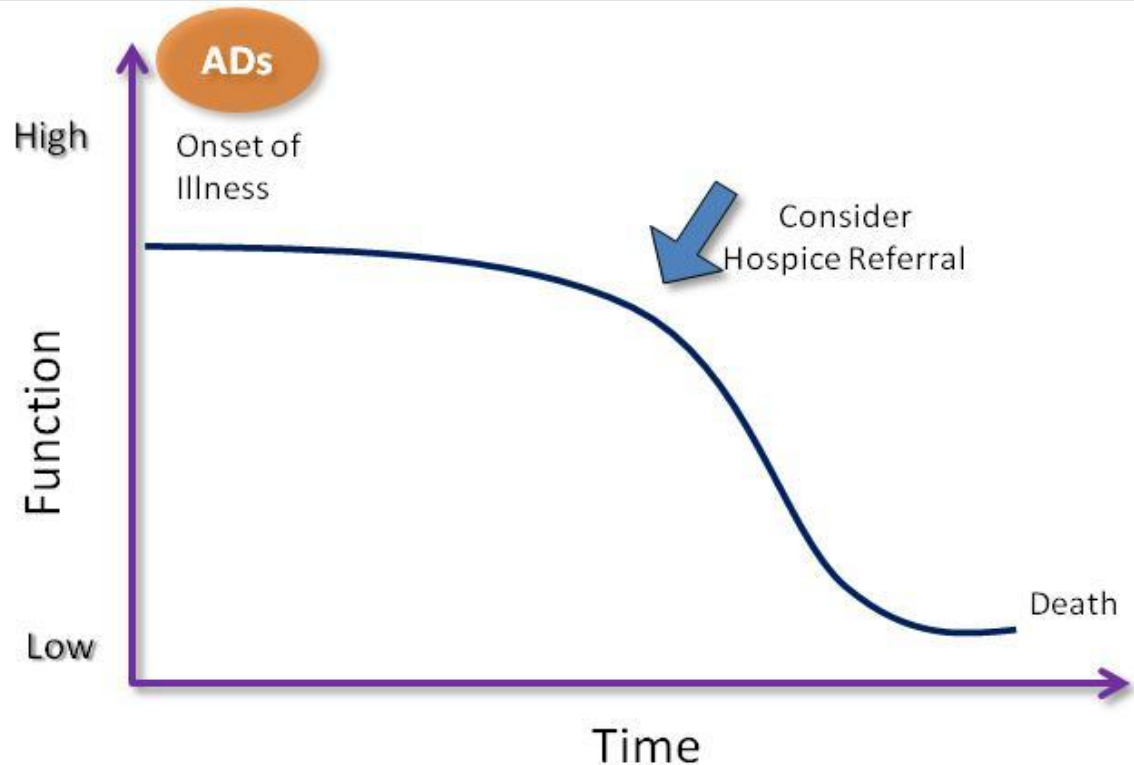 ADs
High
Onset of
Illness
Consider
Hospice Referral
Function
Death
Low
Time